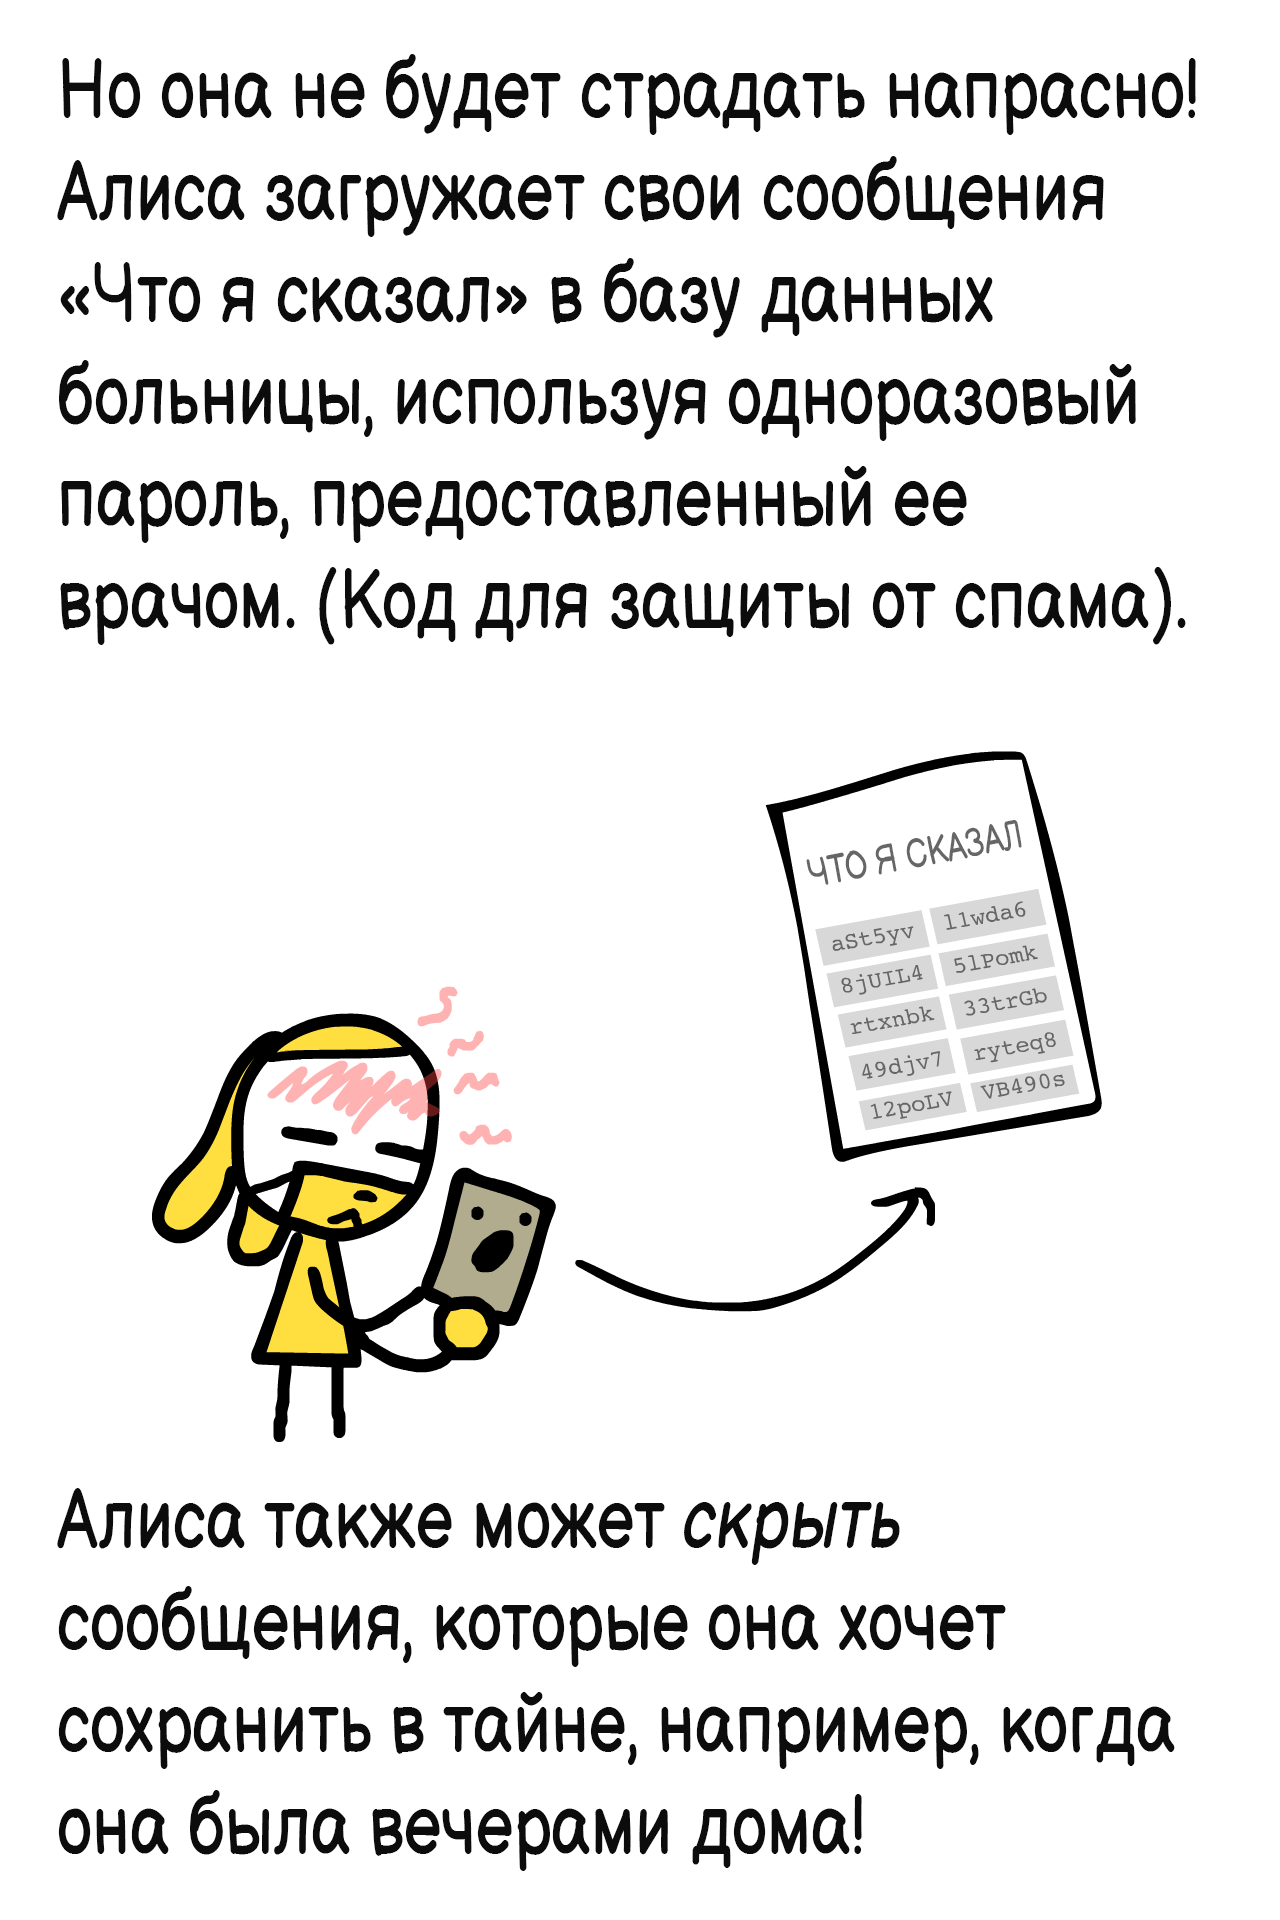 Но она не будет страдать напрасно!
Алиса загружает свои сообщения
«Что я сказал» в базу данных
больницы, используя одноразовый
пароль, предоставленный ее
врачом. (Код для защиты от спама).
ЧТО Я СКАЗАЛ
aSt5yv l1wda6
8jUIL4 5lPomk
rtxnbk 33trGb
49djv7 ryteq8
12poLV VB490s
Алиса также может скрыть
сообщения, которые она хочет
сохранить в тайне, например, когда
она была вечерами дома!